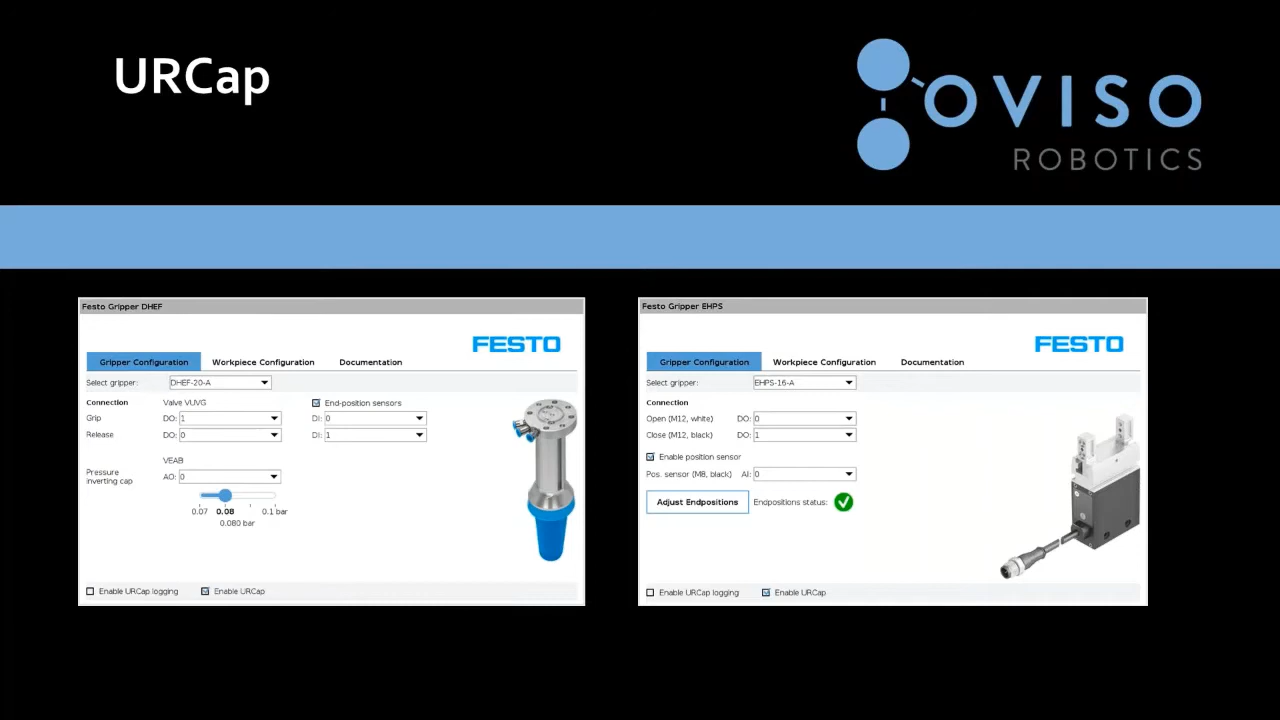 URCap
OVISO
ROBOTICS
Festo Gripper DHEF
FESTO
Gripper Configuration Workpiece Configuration Documentation
Select gripper: DHEF-20-A
Connection Valve VUVG End-position sensors
Grip DO: 1 DI: 0
Release DO: 0 DI: 1
VEAB
Pressure
inverting cap AO: 0
0.07 0.08 0.1 bar
0.080 bar
Enable URCap logging Enable URCap
Festo Gripper EHPS
FESTO
Gripper Configuration Workpiece Configuration Documentation
Select gripper: EHPS-16-A
Connection
Open (M12, white) DO: 0
Close (M12, black) DO: 1
Enable position sensor
Pos. sensor (M8, black) AI: 0
Adjust Endpositions Endpositions status:
Enable URCap logging Enable URCap